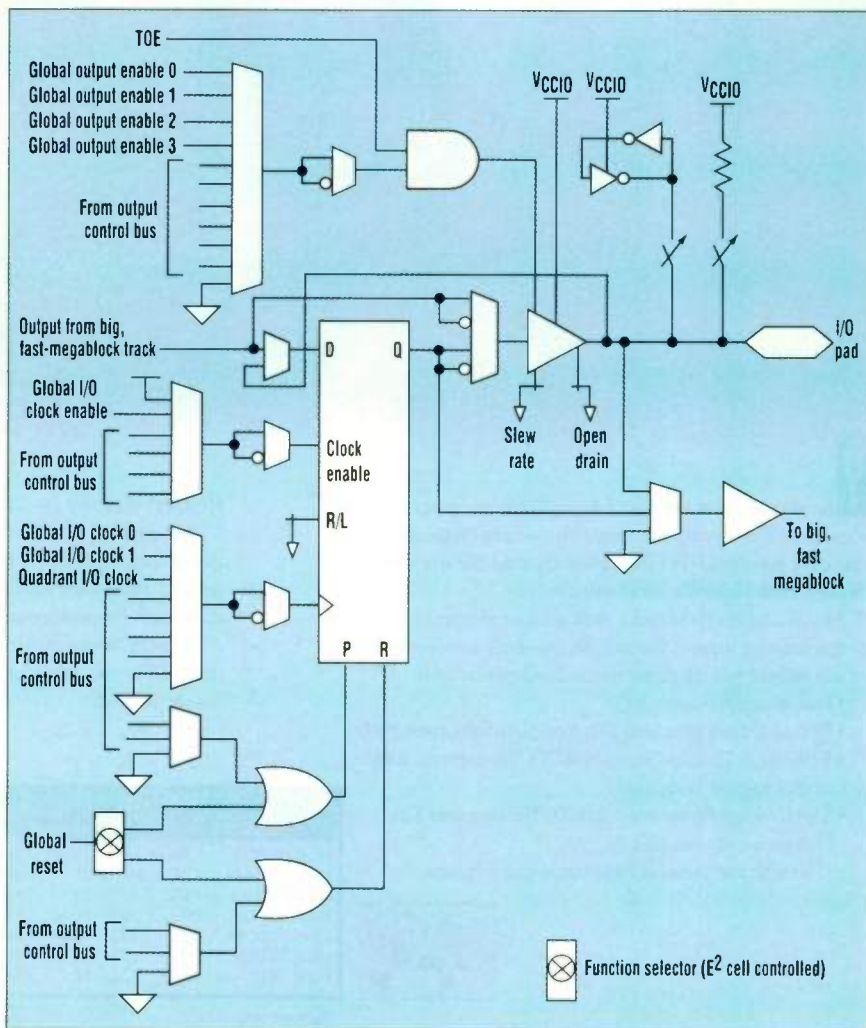 TOE
Global output enable 0
Global output enable 1
Global output enable 2
Global output enable 3
From output
control bus
VCCIO
VCCIO
VCCIO
Output from big,
fast-megablock track
D
Q
I/O
pad
Global I/O
clock enable
From output
control bus
Clock
enable
Slew
rate
Open
drain
R/L
To big,
fast
megablock
Global I/O clock 0
Global I/O clock 1
Quadrant I/O clock
From output
control bus
P
R
Global
reset
From output
control bus
Function selector (E² cell controlled)